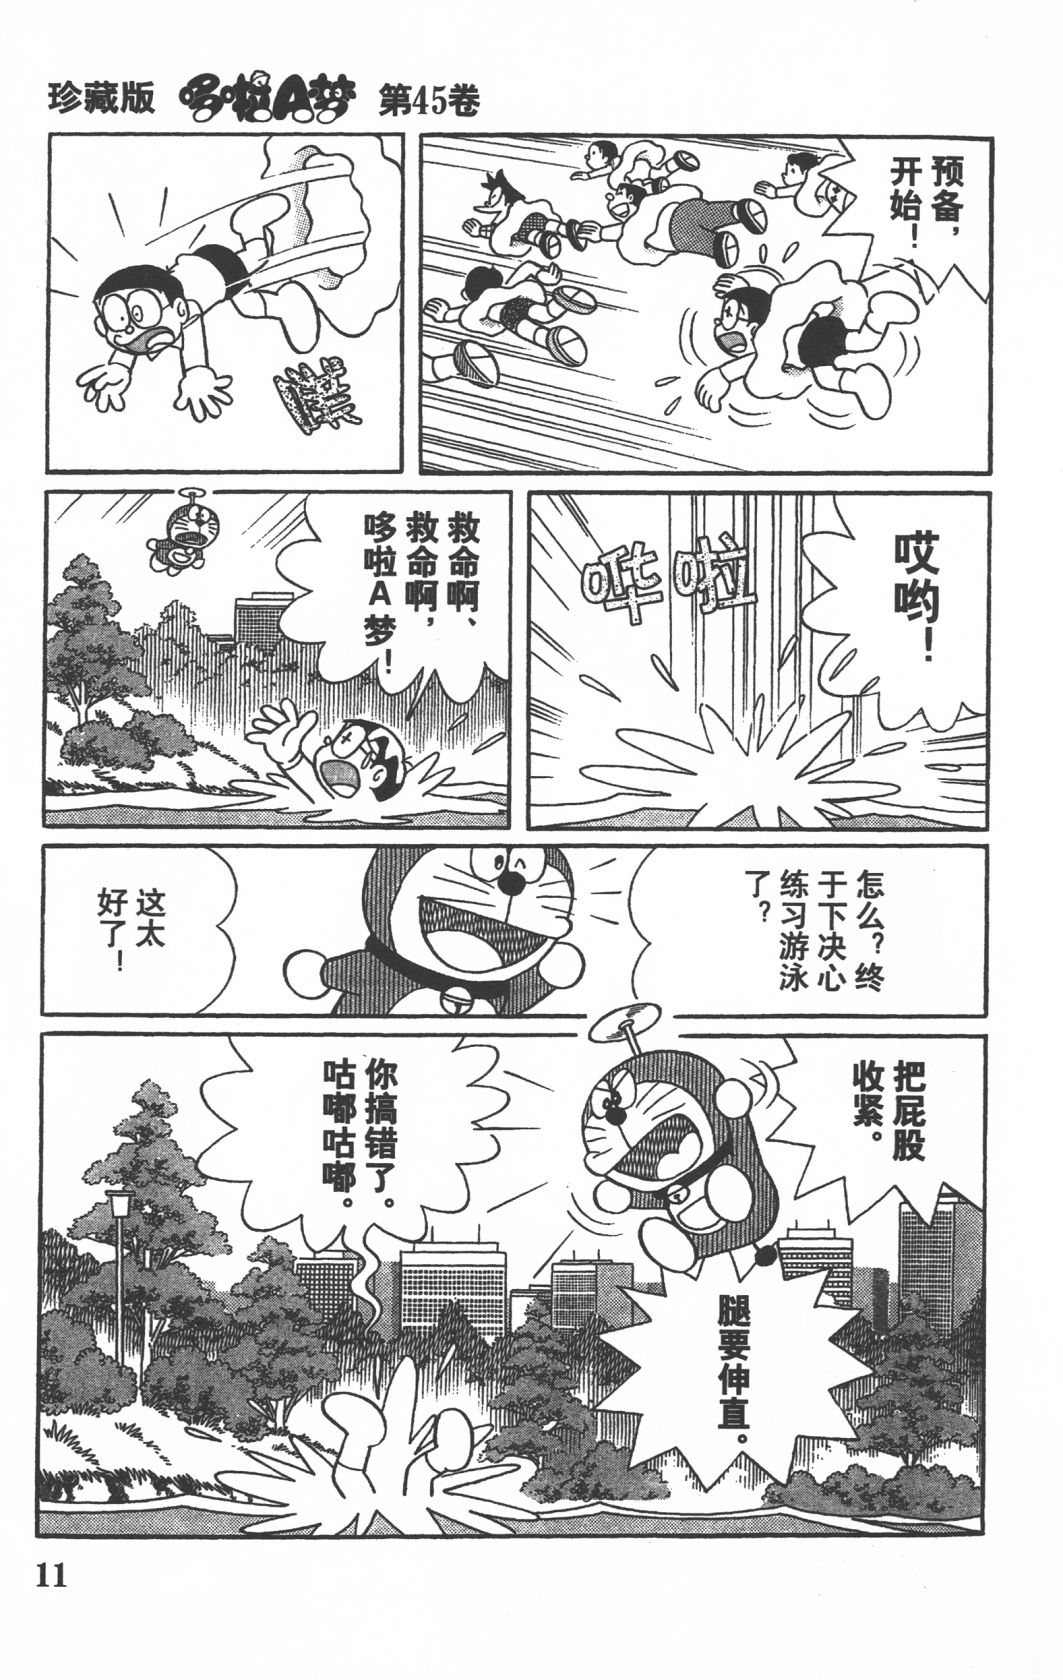 珍藏版 哆啦A梦 第45卷
预备，
开始！
哎哟！
哗啦
救命啊、
救命啊，
哆啦A梦！
怎么？终
于下决心
练习游泳
了？
这太
好了！
把屁股
收紧。
腿要伸直。
你搞错了。
咕嘟咕嘟。
11